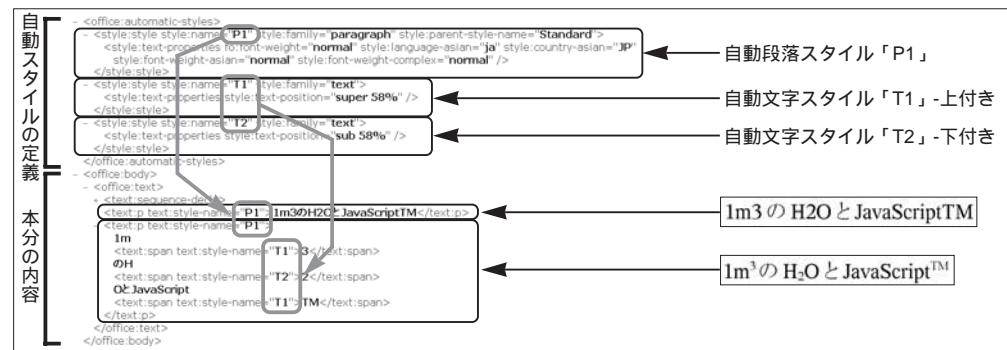 自動スタイルの定義
- <office:automatic-styles>
- <style:style style:name="P1" style:family="paragraph" style:parent-style-name="Standard">
<style:text-properties fo:font-weight="normal" style:language-asian="ja" style:country-asian="JP"
style:font-weight-asian="normal" style:font-weight-complex="normal" />
</style:style>
自動段落スタイル「P1」
- <style:style style:name="T1" style:family="text">
<style:text-properties style:text-position="super 58%" />
</style:style>
自動文字スタイル「T1」-上付き
- <style:style style:name="T2" style:family="text">
<style:text-properties style:text-position="sub 58%" />
</style:style>
自動文字スタイル「T2」-下付き
</office:automatic-styles>
本分の内容
- <office:body>
- <office:text>
+ <text:sequence-decls>
<text:p text:style-name="P1">1m3のH2OとJavaScriptTM</text:p>
1m3 の H2O と JavaScriptTM
- <text:p text:style-name="P1">
1m
<text:span text:style-name="T1">3</text:span>
のH
<text:span text:style-name="T2">2</text:span>
OとJavaScript
<text:span text:style-name="T1">TM</text:span>
</text:p>
1m³の H₂O と JavaScript™
</office:text>
</office:body>